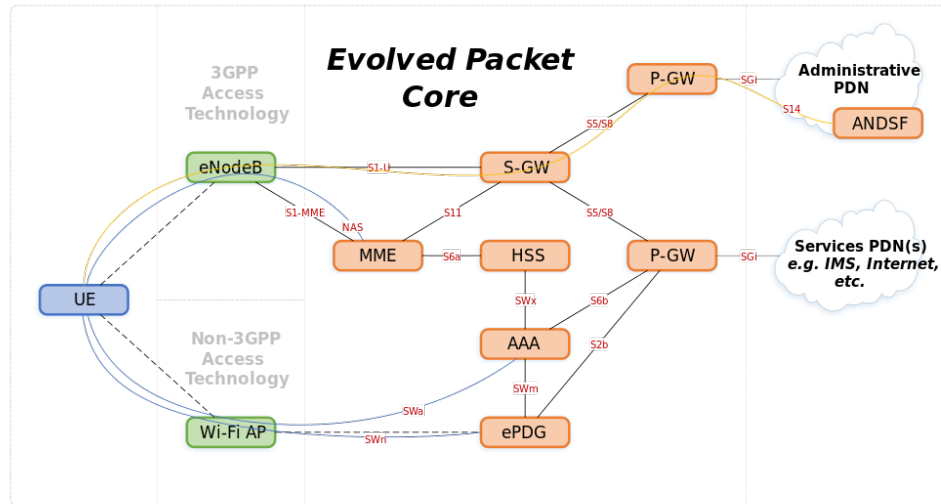 Evolved Packet
Core
3GPP
Access
Technology
P-GW
SGi
Administrative
PDN
S14
ANDSF
S5/S8
eNodeB
S1-U
S-GW
S1-MME
NAS
S11
S5/S8
MME
S6a
HSS
P-GW
SGi
Services PDN(s)
e.g. IMS, Internet,
etc.
UE
SWx
S6b
Non-3GPP
Access
Technology
AAA
S2b
SWm
SWa
Wi-Fi AP
SWn
ePDG